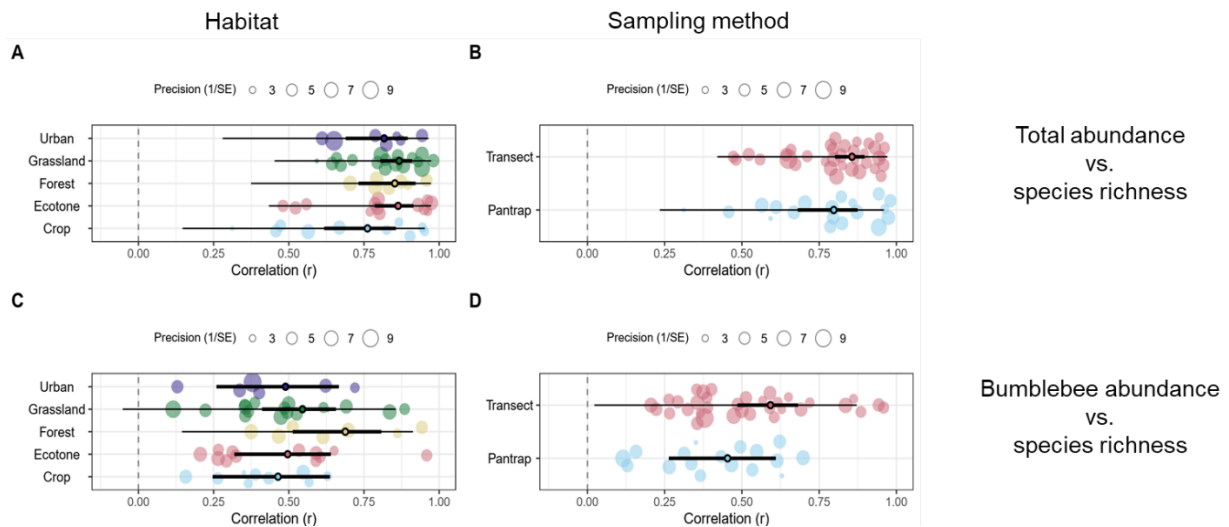 Habitat
Sampling method
A
Precision (1/SE) 3 5 7 9
Urban
Grassland
Forest
Ecotone
Crop
0.00 0.25 0.50 0.75 1.00
Correlation (r)
B
Precision (1/SE) 3 5 7 9
Transect
Pantrap
0.00 0.25 0.50 0.75 1.00
Correlation (r)
Total abundance
vs.
species richness
C
Precision (1/SE) 3 5 7 9
Urban
Grassland
Forest
Ecotone
Crop
0.00 0.25 0.50 0.75 1.00
Correlation (r)
D
Precision (1/SE) 3 5 7 9
Transect
Pantrap
0.00 0.25 0.50 0.75 1.00
Correlation (r)
Bumblebee abundance
vs.
species richness